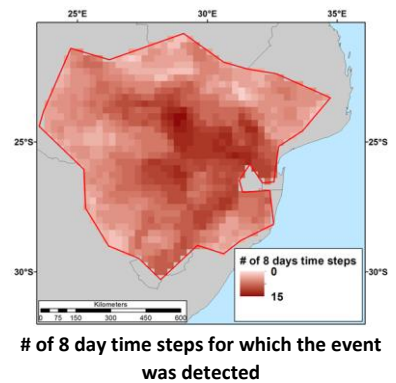 25°E 30°E 35°E
25°S 25°S
30°S 30°S
Kilometers
0 75 150 300 450 600
# of 8 days time steps
0
15
# of 8 day time steps for which the event
was detected